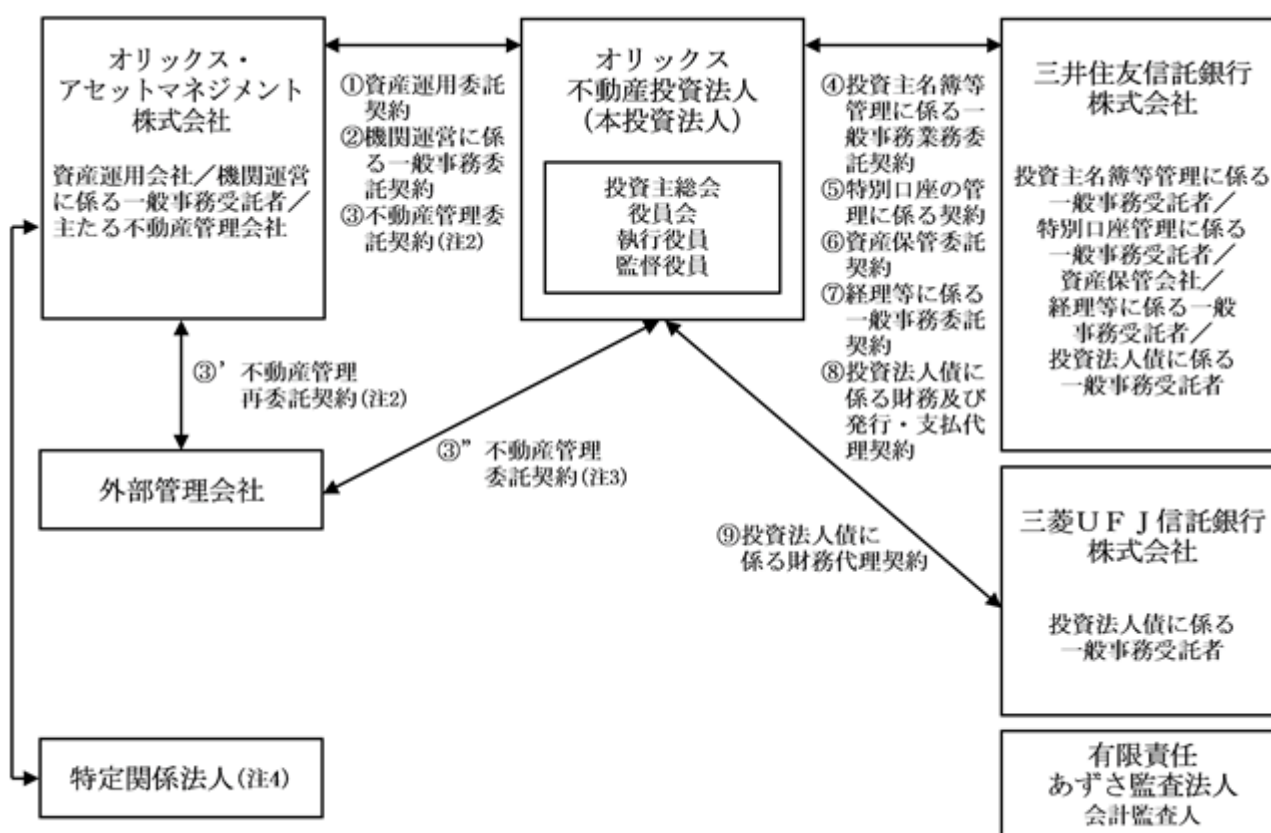 オリックス・
アセットマネジメント
株式会社
資産運用会社／機関運営
に係る一般事務受託者／
主たる不動産管理会社
①資産運用委託
契約
②機関運営に係
る一般事務委
託契約
③不動産管理委
託契約(注2)
オリックス
不動産投資法人
(本投資法人)
投資主総会
役員会
執行役員
監督役員
④投資主名簿等
管理に係る一
般事務業務委
託契約
⑤特別口座の管
理に係る契約
⑥資産保管委託
契約
⑦経理等に係る
一般事務委託
契約
⑧投資法人債に
係る財務及び
発行・支払代
理契約
三井住友信託銀行
株式会社
投資主名簿等管理に係る
一般事務受託者／
特別口座管理に係る
一般事務受託者／
資産保管会社／
経理等に係る一般
事務受託者／
投資法人債に係る
一般事務受託者
③’ 不動産管理
再委託契約(注2)
③” 不動産管理
委託契約(注3)
外部管理会社
⑨投資法人債に
係る財務代理契約
三菱ＵＦＪ信託銀行
株式会社
投資法人債に係る
一般事務受託者
特定関係法人(注4)
有限責任
あずさ監査法人
会計監査人